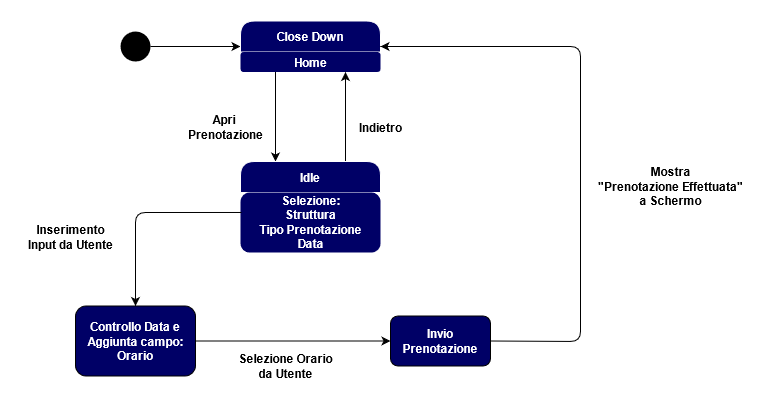 Close Down
Home
Apri
Prenotazione
Indietro
Idle
Selezione:
Struttura
Tipo Prenotazione
Data
Mostra
"Prenotazione Effettuata"
a Schermo
Inserimento
Input da Utente
Controllo Data e
Aggiunta campo:
Orario
Selezione Orario
da Utente
Invio
Prenotazione